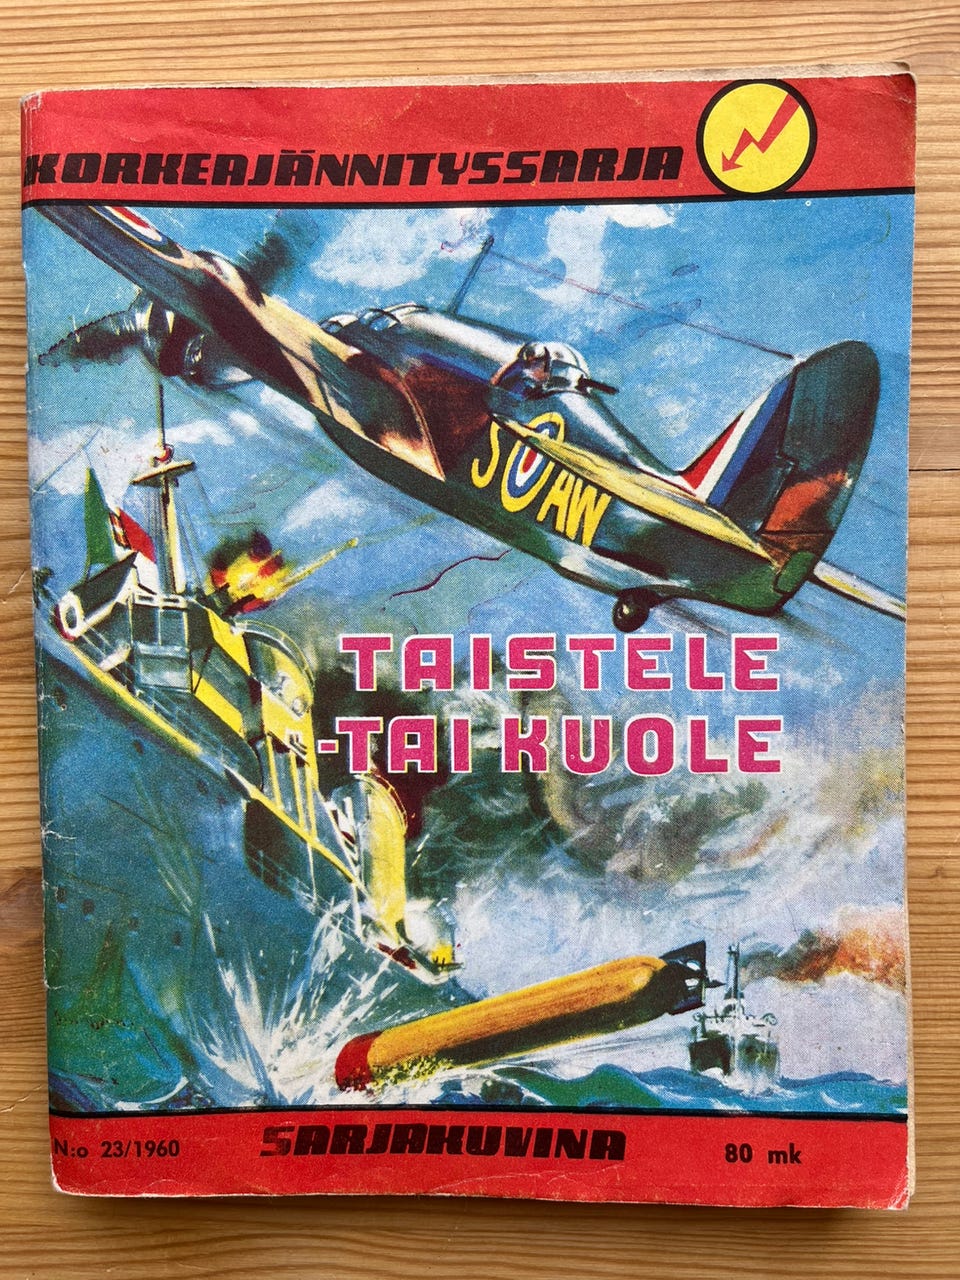 KORKEAJÄNNITYSSARJA
S AW
TAISTELE
-TAI KUOLE
N:o 23/1960 SARJAKUVINA 80 mk